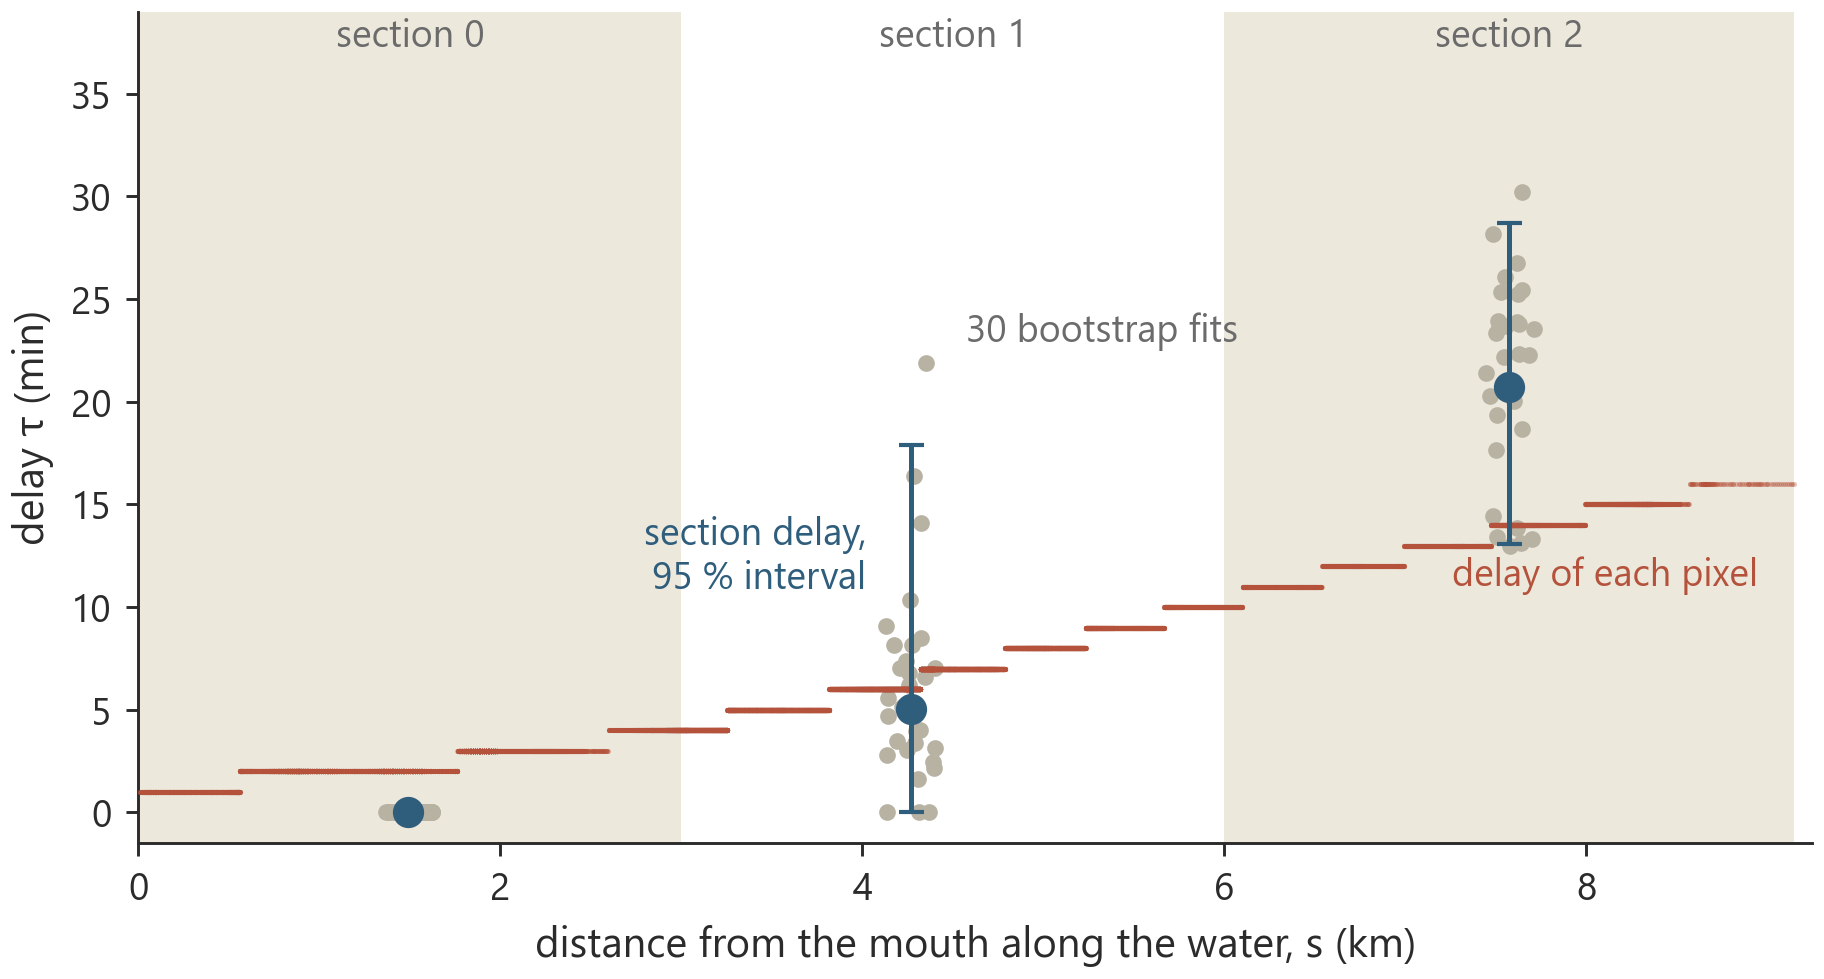 section 0
section 1
section 2
35
30
25
20
15
10
5
0
delay τ (min)
30 bootstrap fits
section delay,
95 % interval
delay of each pixel
0
2
4
6
8
distance from the mouth along the water, s (km)